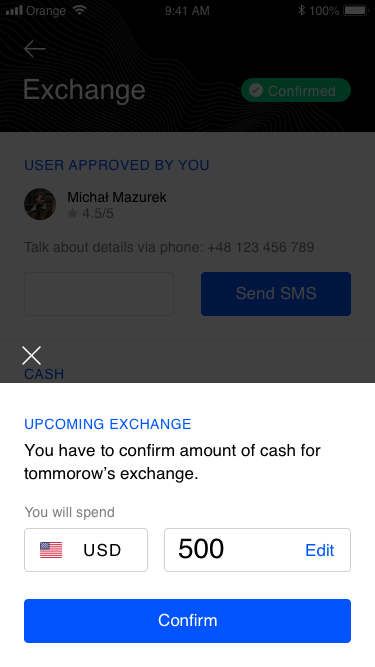 Orange 9:41 AM 100%
Exchange Confirmed
USER APPROVED BY YOU
Michał Mazurek
4.5/5
Talk about details via phone: +48 123 456 789
Send SMS
CASH
UPCOMING EXCHANGE
You have to confirm amount of cash for
tommorow’s exchange.
You will spend
USD 500 Edit
Confirm